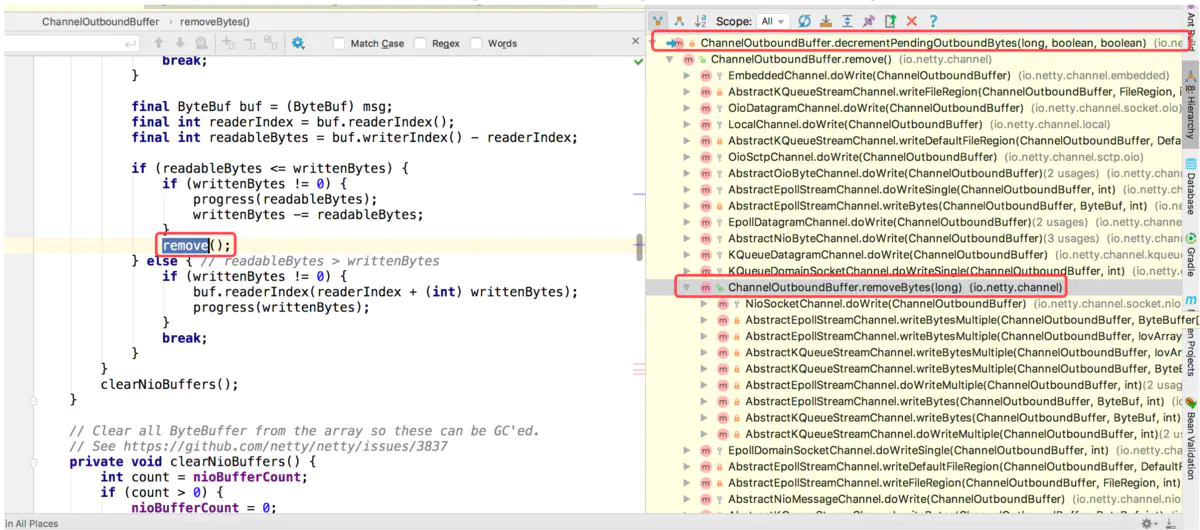 ChannelOutboundBuffer › removeBytes()
Match Case Regex Words
break;
}
final ByteBuf buf = (ByteBuf) msg;
final int readerIndex = buf.readerIndex();
final int readableBytes = buf.writerIndex() - readerIndex;
if (readableBytes <= writtenBytes) {
if (writtenBytes != 0) {
progress(readableBytes);
writtenBytes -= readableBytes;
}
remove();
} else { // readableBytes > writtenBytes
if (writtenBytes != 0) {
buf.readerIndex(readerIndex + (int) writtenBytes);
progress(writtenBytes);
}
break;
}
}
clearNioBuffers();
}
// Clear all ByteBuffer from the array so these can be GC'ed.
// See https://github.com/netty/netty/issues/3837
private void clearNioBuffers() {
int count = nioBufferCount;
if (count > 0) {
nioBufferCount = 0;
in All Places
Scope: All
ChannelOutboundBuffer.decrementPendingOutboundBytes(long, boolean, boolean) (io.ne
ChannelOutboundBuffer.remove() (io.netty.channel)
EmbeddedChannel.doWrite(ChannelOutboundBuffer) (io.netty.channel.embedded)
AbstractKQueueStreamChannel.writeFileRegion(ChannelOutboundBuffer, FileRegion, i
OioDatagramChannel.doWrite(ChannelOutboundBuffer) (io.netty.channel.socket.oio)
LocalChannel.doWrite(ChannelOutboundBuffer) (io.netty.channel.local)
AbstractKQueueStreamChannel.writeDefaultFileRegion(ChannelOutboundBuffer, Defa
OioSctpChannel.doWrite(ChannelOutboundBuffer) (io.netty.channel.sctp.oio)
AbstractOioByteChannel.doWrite(ChannelOutboundBuffer)(2 usages) (io.netty.chann
AbstractEpollStreamChannel.doWriteSingle(ChannelOutboundBuffer, int) (io.netty.ch
AbstractEpollStreamChannel.writeBytes(ChannelOutboundBuffer, ByteBuf, int) (io.n
EpollDatagramChannel.doWrite(ChannelOutboundBuffer)(2 usages) (io.netty.channel
AbstractNioByteChannel.doWrite(ChannelOutboundBuffer)(3 usages) (io.netty.chann
KQueueDatagramChannel.doWrite(ChannelOutboundBuffer) (io.netty.channel.kqueue
KQueueDomainSocketChannel.doWriteSingle(ChannelOutboundBuffer, int) (io.netty.
ChannelOutboundBuffer.removeBytes(long) (io.netty.channel)
NioSocketChannel.doWrite(ChannelOutboundBuffer) (io.netty.channel.socket.nio
AbstractEpollStreamChannel.writeBytesMultiple(ChannelOutboundBuffer, ByteBuffer[
AbstractEpollStreamChannel.writeBytesMultiple(ChannelOutboundBuffer, IovArray
AbstractKQueueStreamChannel.writeBytesMultiple(ChannelOutboundBuffer, IovArr
AbstractKQueueStreamChannel.writeBytesMultiple(ChannelOutboundBuffer, ByteB
AbstractEpollStreamChannel.doWriteMultiple(ChannelOutboundBuffer, int)(2 usag
AbstractEpollStreamChannel.writeBytes(ChannelOutboundBuffer, ByteBuf, int) (io
AbstractKQueueStreamChannel.writeBytes(ChannelOutboundBuffer, ByteBuf, int)
AbstractKQueueStreamChannel.doWriteMultiple(ChannelOutboundBuffer, int)(2 u
EpollDomainSocketChannel.doWriteSingle(ChannelOutboundBuffer, int) (io.netty.ch
AbstractEpollStreamChannel.writeDefaultFileRegion(ChannelOutboundBuffer, DefaultF
AbstractEpollStreamChannel.writeFileRegion(ChannelOutboundBuffer, FileRegion, int)
AbstractNioMessageChannel.doWrite(ChannelOutboundBuffer) (io.netty.channel.nio)
Ant Build
8: Hierarchy
Database
Gradle
en Projects
Bean Validation